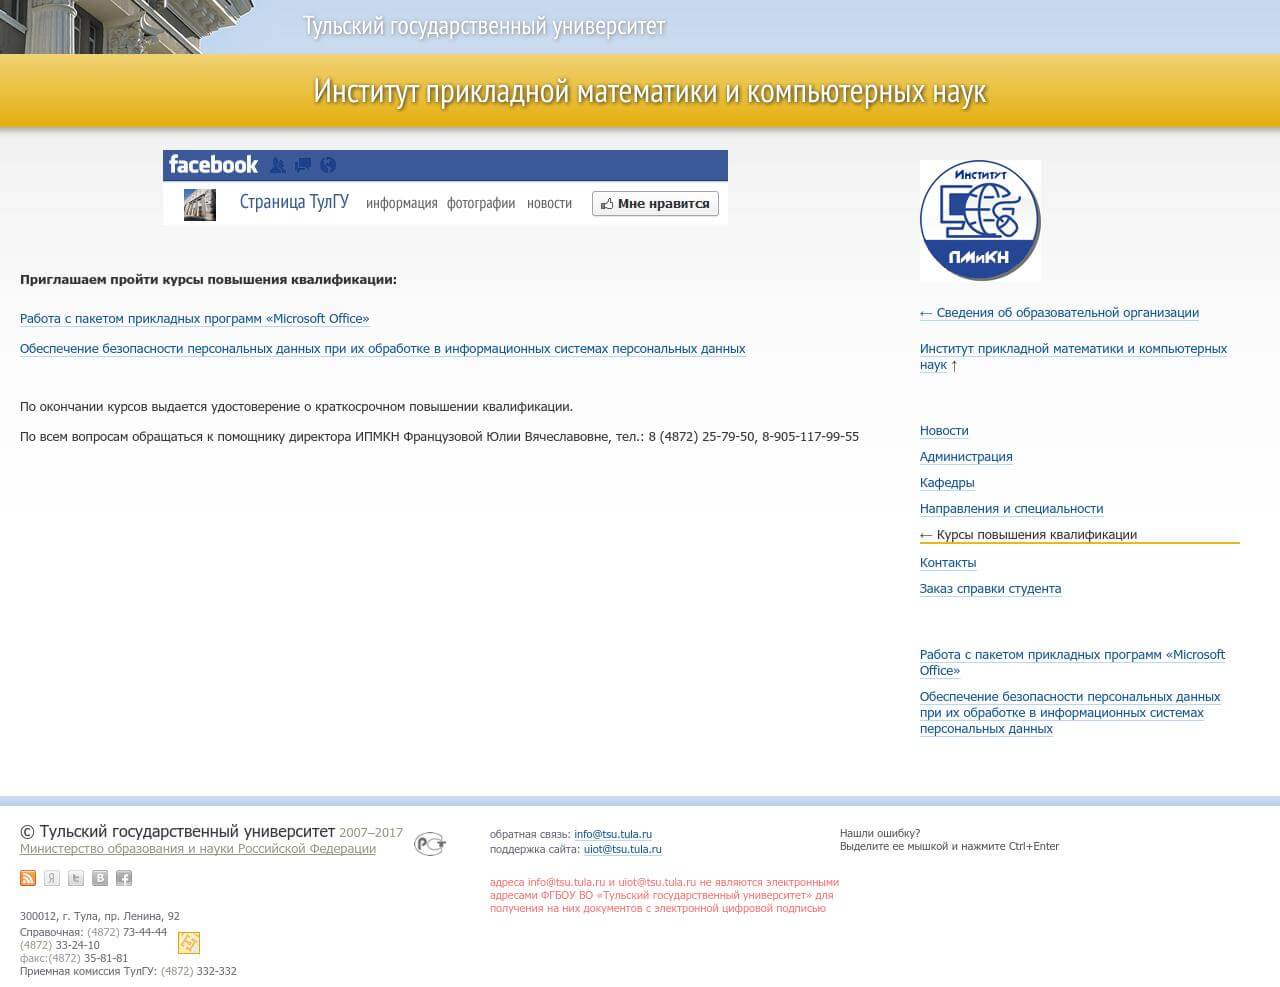 Тульский государственный университет
Институт прикладной математики и компьютерных наук
facebook
Страница ТулГУ информация фотографии новости Мне нравится
Институт
ПМиКН
Приглашаем пройти курсы повышения квалификации:
Работа с пакетом прикладных программ «Microsoft Office»
Обеспечение безопасности персональных данных при их обработке в информационных системах персональных данных
По окончании курсов выдается удостоверение о краткосрочном повышении квалификации.
По всем вопросам обращаться к помощнику директора ИПМКН Французовой Юлии Вячеславовне, тел.: 8 (4872) 25-79-50, 8-905-117-99-55
← Сведения об образовательной организации
Институт прикладной математики и компьютерных
наук ↑
Новости
Администрация
Кафедры
Направления и специальности
← Курсы повышения квалификации
Контакты
Заказ справки студента
Работа с пакетом прикладных программ «Microsoft
Office»
Обеспечение безопасности персональных данных
при их обработке в информационных системах
персональных данных
© Тульский государственный университет 2007–2017
Министерство образования и науки Российской Федерации
300012, г. Тула, пр. Ленина, 92
Справочная: (4872) 73-44-44
(4872) 33-24-10
факс:(4872) 35-81-81
Приемная комиссия ТулГУ: (4872) 332-332
обратная связь: info@tsu.tula.ru
поддержка сайта: uiot@tsu.tula.ru
адреса info@tsu.tula.ru и uiot@tsu.tula.ru не являются электронными
адресами ФГБОУ ВО «Тульский государственный университет» для
получения на них документов с электронной цифровой подписью
Нашли ошибку?
Выделите ее мышкой и нажмите Ctrl+Enter